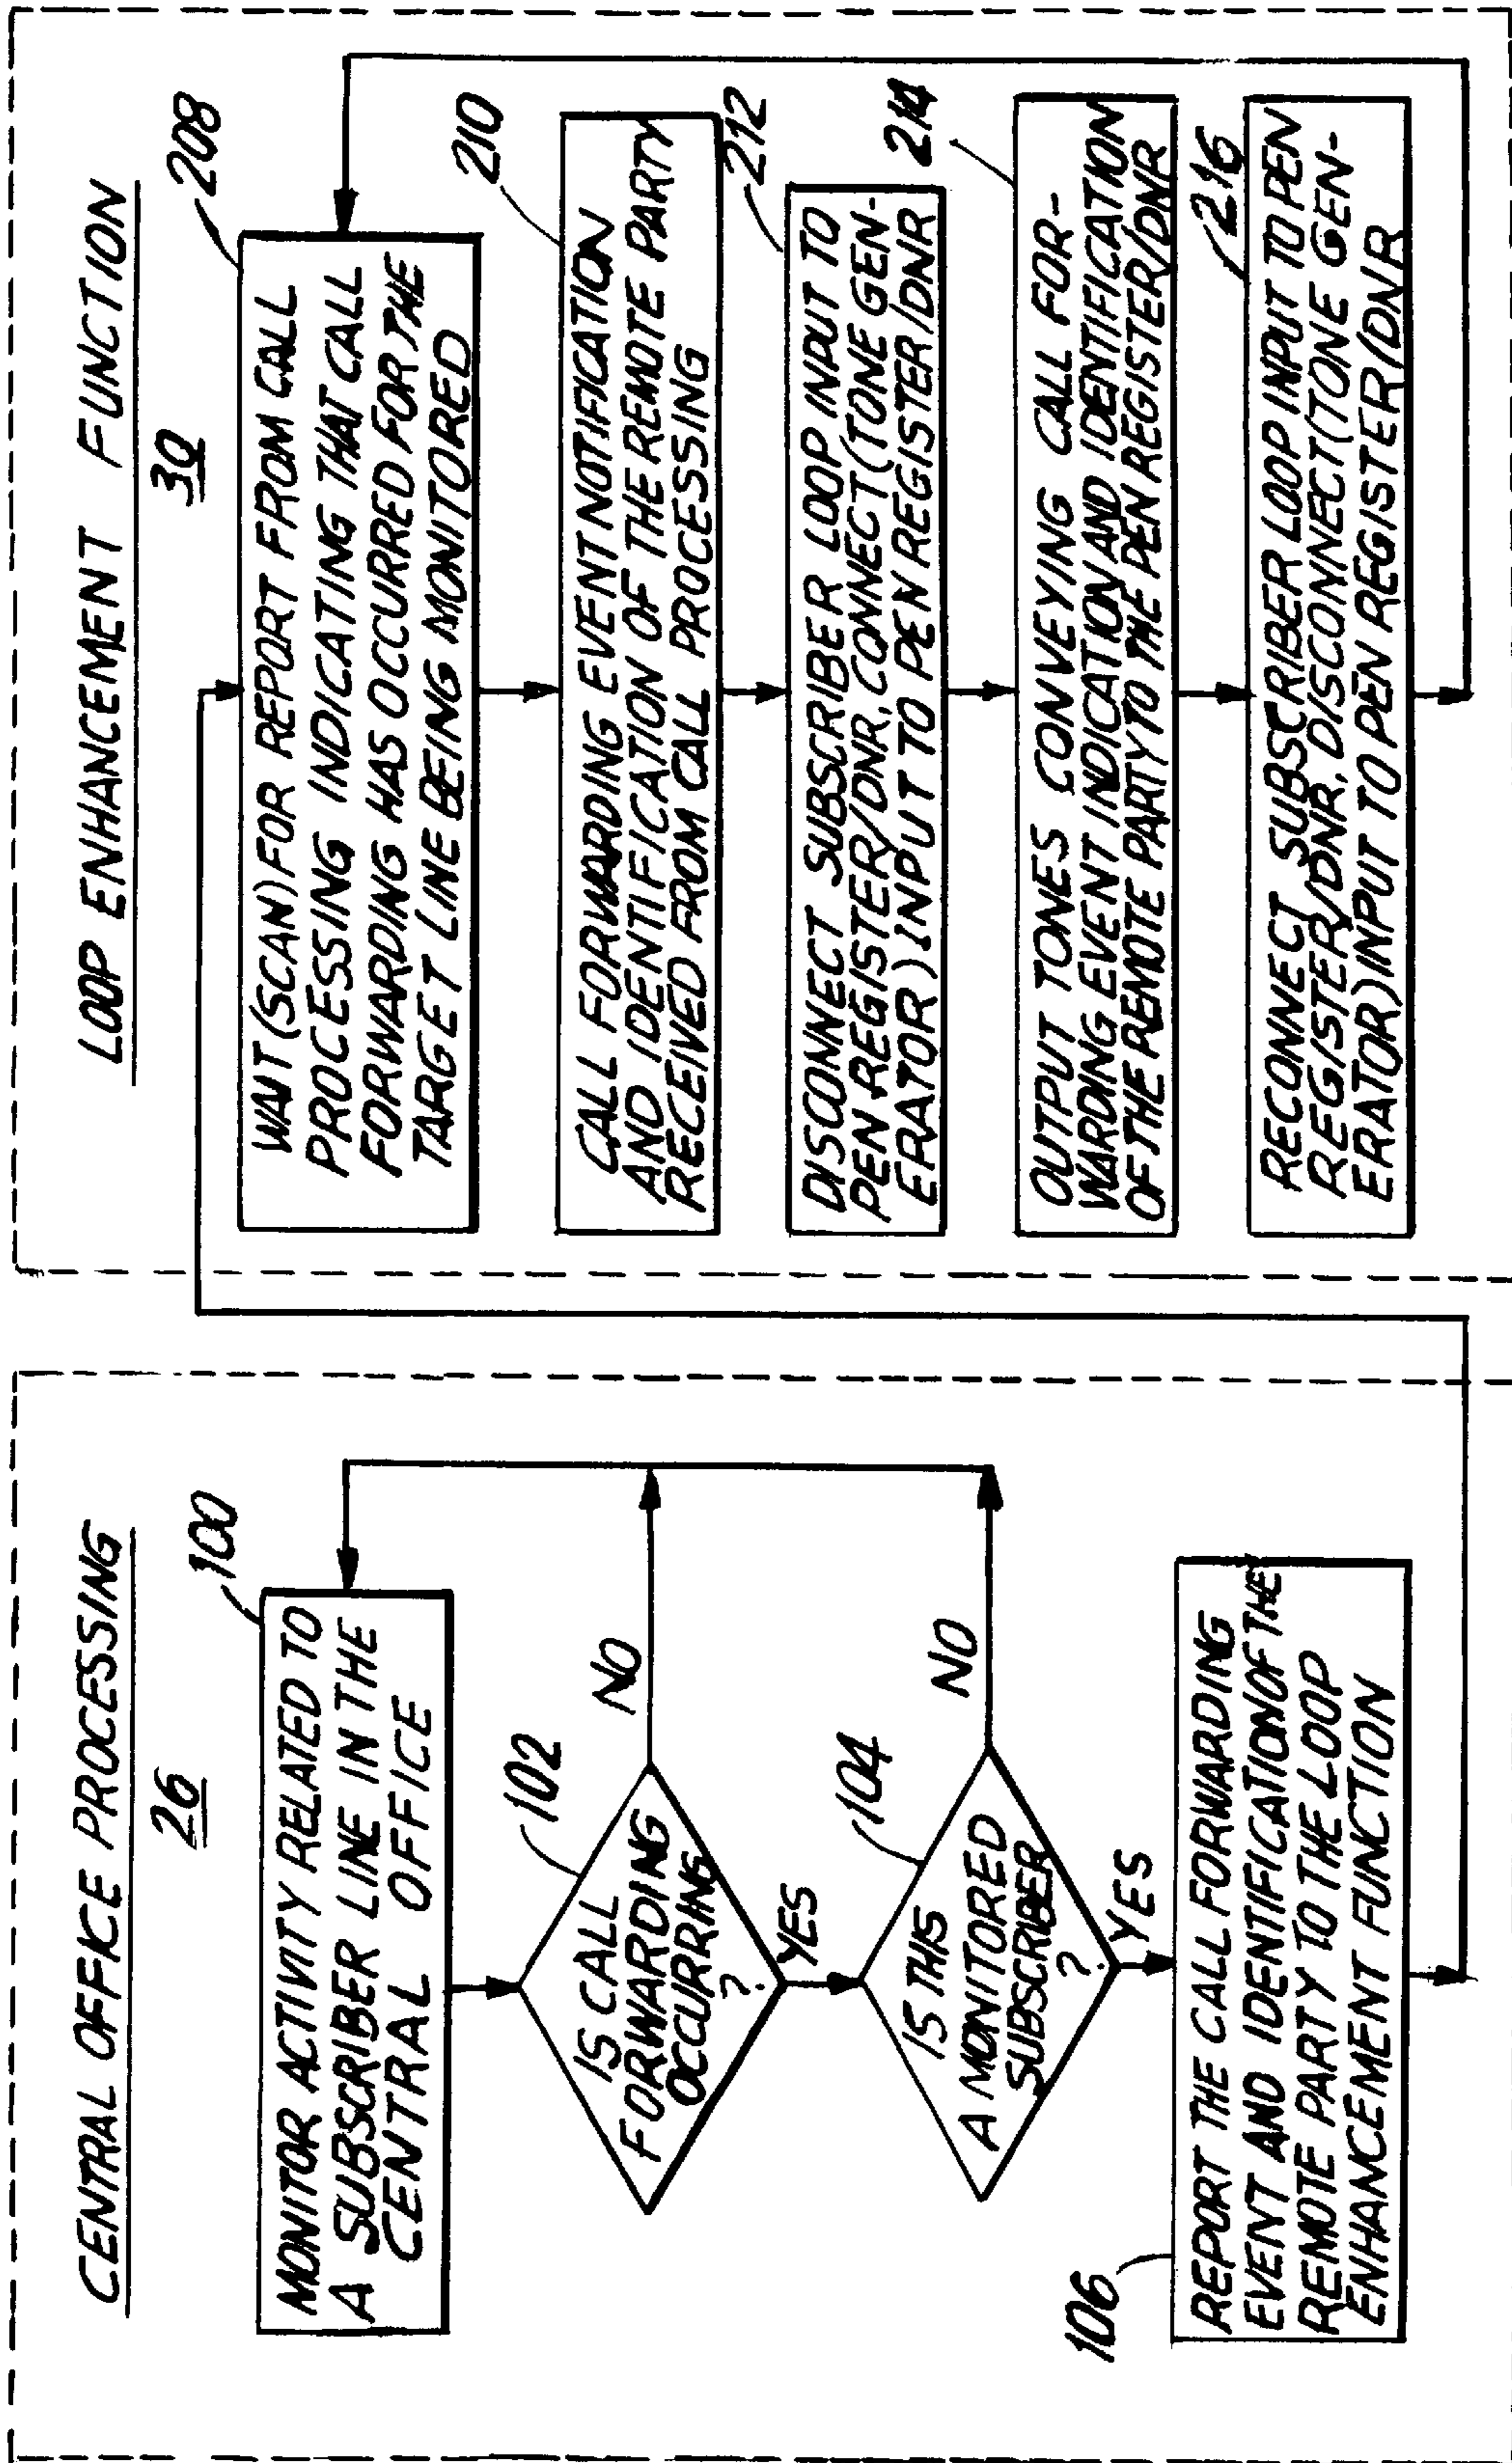 CENTRAL OFFICE PROCESSING
26
100
MONITOR ACTIVITY RELATED TO
A SUBSCRIBER LINE IN THE
CENTRAL OFFICE
102
IS CALL
FORWARDING
OCCURRING
?
NO
YES
104
IS THIS
A MONITORED
SUBSCRIBER
?
NO
YES
106
REPORT THE CALL FORWARDING
EVENT AND IDENTIFICATION OF THE
REMOTE PARTY TO THE LOOP
ENHANCEMENT FUNCTION
LOOP ENHANCEMENT FUNCTION
30
208
WAIT (SCAN) FOR REPORT FROM CALL
PROCESSING INDICATING THAT CALL
FORWARDING HAS OCCURRED FOR THE
TARGET LINE BEING MONITORED
210
CALL FORWARDING EVENT NOTIFICATION
AND IDENTIFICATION OF THE REMOTE PARTY
RECEIVED FROM CALL PROCESSING
212
DISCONNECT SUBSCRIBER LOOP INPUT TO
PEN REGISTER/DNR, CONNECT (TONE GEN-
ERATOR) INPUT TO PEN REGISTER/DNR
214
OUTPUT TONES CONVEYING CALL FOR-
WARDING EVENT INDICATION AND IDENTIFICATION
OF THE REMOTE PARTY TO THE PEN REGISTER/DNR
216
RECONNECT SUBSCRIBER LOOP INPUT TO PEN
REGISTER/DNR, DISCONNECT (TONE GEN-
ERATOR) INPUT TO PEN REGISTER/DNR